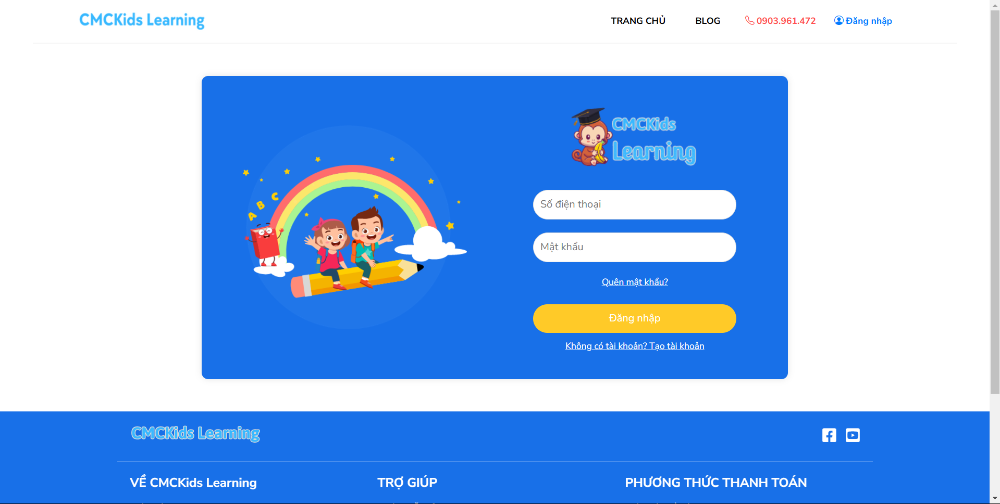 CMCKids Learning
TRANG CHỦ
BLOG
0903.961.472
Đăng nhập
A B C
CMCKids
Learning
Số điện thoại
Mật khẩu
Quên mật khẩu?
Đăng nhập
Không có tài khoản? Tạo tài khoản
CMCKids Learning
VỀ CMCKids Learning
TRỢ GIÚP
PHƯƠNG THỨC THANH TOÁN